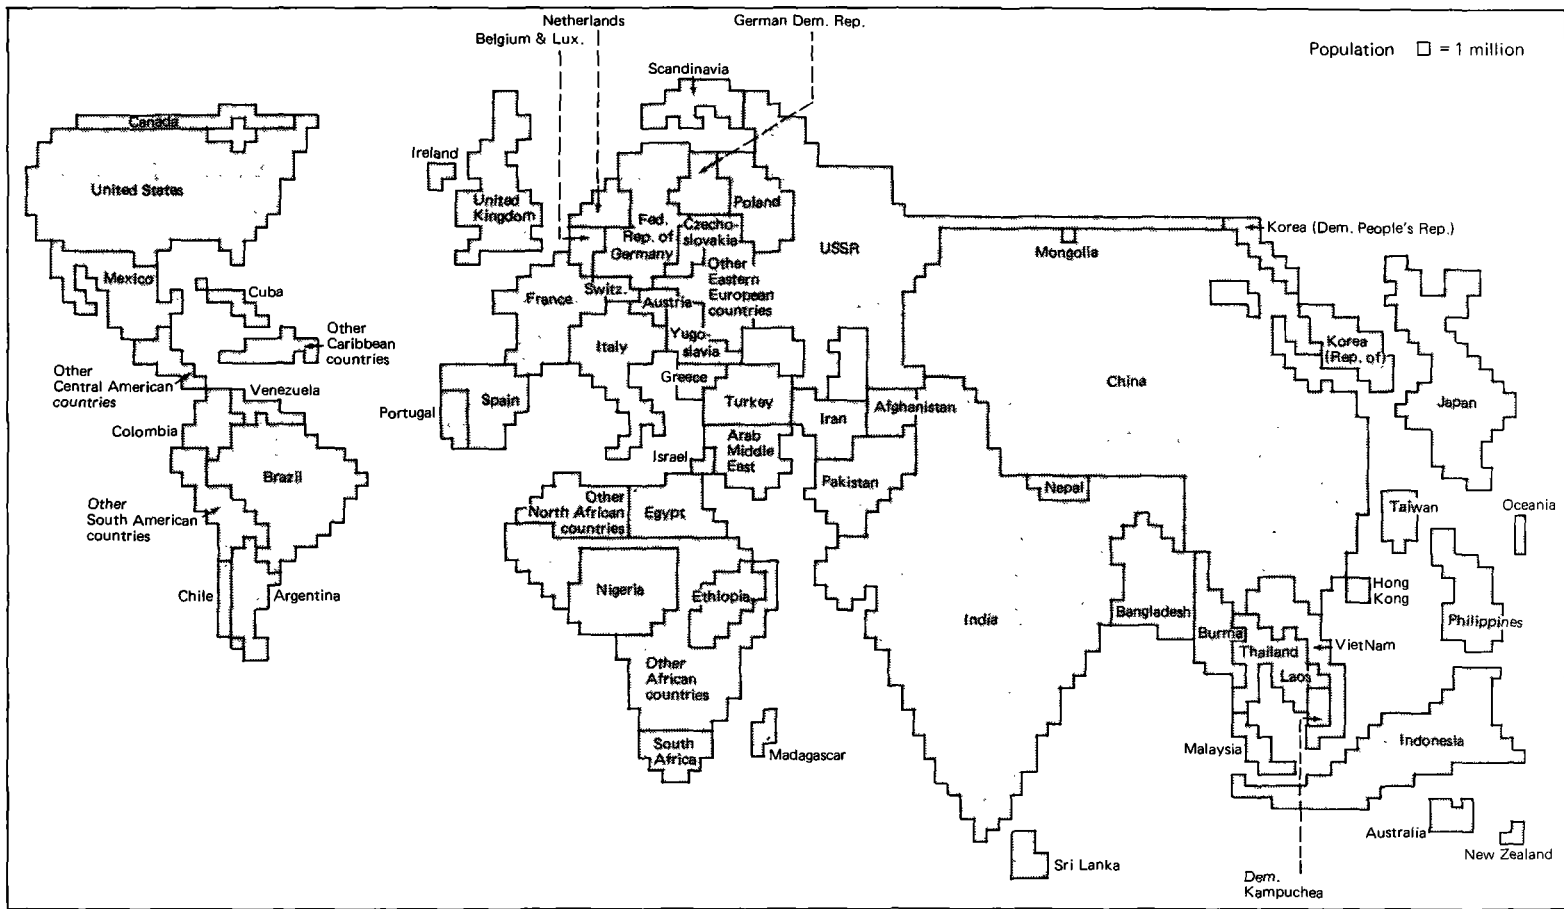 Netherlands
German Dem. Rep.
Belgium & Lux.
Population □ = 1 million
Scandinavia
Canada
Ireland
United States
United
Kingdom
Poland
Fed.
Rep. of
Germany
Czecho-
slovakia
USSR
Korea (Dem. People's Rep.)
Mongolia
Other
Eastern
European
countries
Mexico
Cuba
France
Switz.
Austria
Other
Caribbean
countries
Italy
Yugo-
slavia
Korea
(Rep. of)
China
Other
Central American
countries
Venezuela
Greece
Portugal
Spain
Turkey
Iran
Afghanistan
Japan
Colombia
Arab
Middle
East
Israel
Brazil
Pakistan
Nepal
Other
South American
countries
Other
North African
countries
Egypt
Taiwan
Oceania
Chile
Argentina
Nigeria
Ethiopia
India
Bangladesh
Hong
Kong
Philippines
Burma
VietNam
Thailand
Laos
Other
African
countries
South
Africa
Madagascar
Malaysia
Indonesia
Australia
New Zealand
Sri Lanka
Dem.
Kampuchea